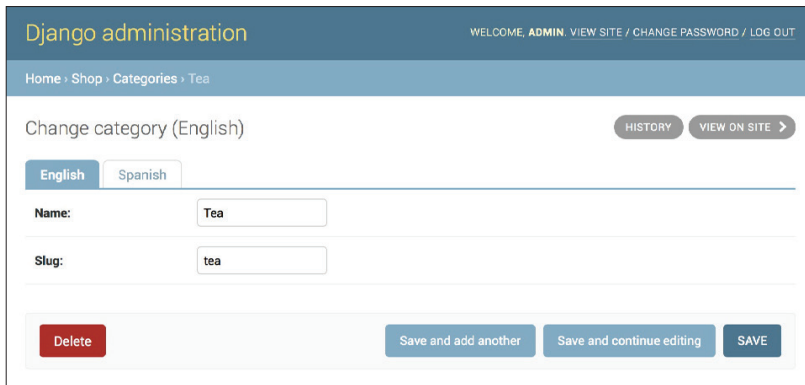 Django administration
WELCOME, ADMIN. VIEW SITE / CHANGE PASSWORD / LOG OUT
Home › Shop › Categories › Tea
Change category (English)
HISTORY
VIEW ON SITE
English
Spanish
Name:
Tea
Slug:
tea
Delete
Save and add another
Save and continue editing
SAVE